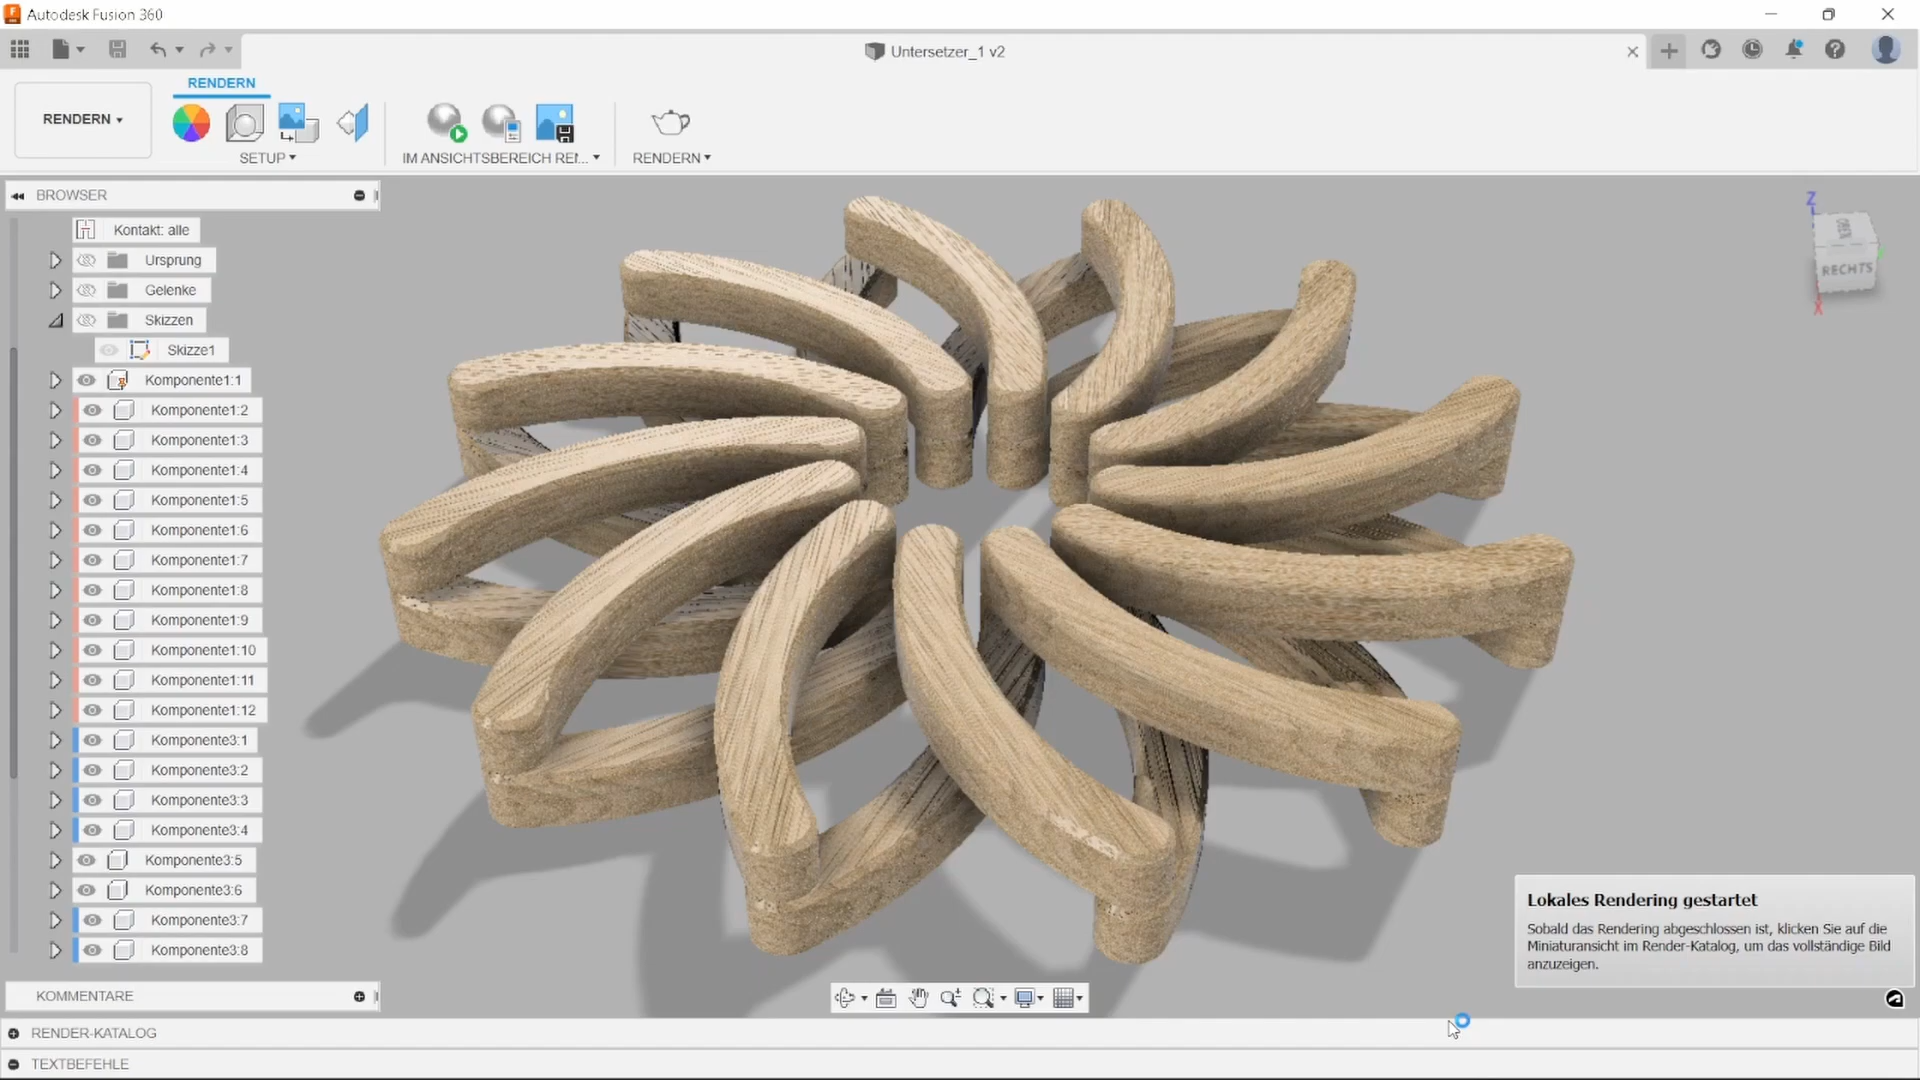 Autodesk Fusion 360
Untersetzer_1 v2
RENDERN
RENDERN
SETUP
IM ANSICHTSBEREICH REI...
RENDERN
BROWSER
Kontakt: alle
Ursprung
Gelenke
Skizzen
Skizze1
Komponente1:1
Komponente1:2
Komponente1:3
Komponente1:4
Komponente1:5
Komponente1:6
Komponente1:7
Komponente1:8
Komponente1:9
Komponente1:10
Komponente1:11
Komponente1:12
Komponente3:1
Komponente3:2
Komponente3:3
Komponente3:4
Komponente3:5
Komponente3:6
Komponente3:7
Komponente3:8
Z
OBEN
RECHTS
X
Lokales Rendering gestartet
Sobald das Rendering abgeschlossen ist, klicken Sie auf die
Miniaturansicht im Render-Katalog, um das vollständige Bild
anzuzeigen.
KOMMENTARE
RENDER-KATALOG
TEXTBEFEHLE